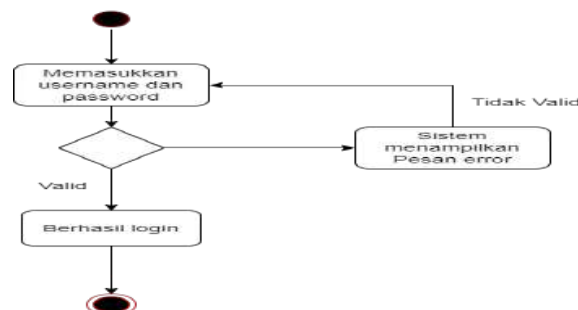 Memasukkan
username dan
password
Tidak Valid
Sistem
menampilkan
Pesan error
Valid
Berhasil login